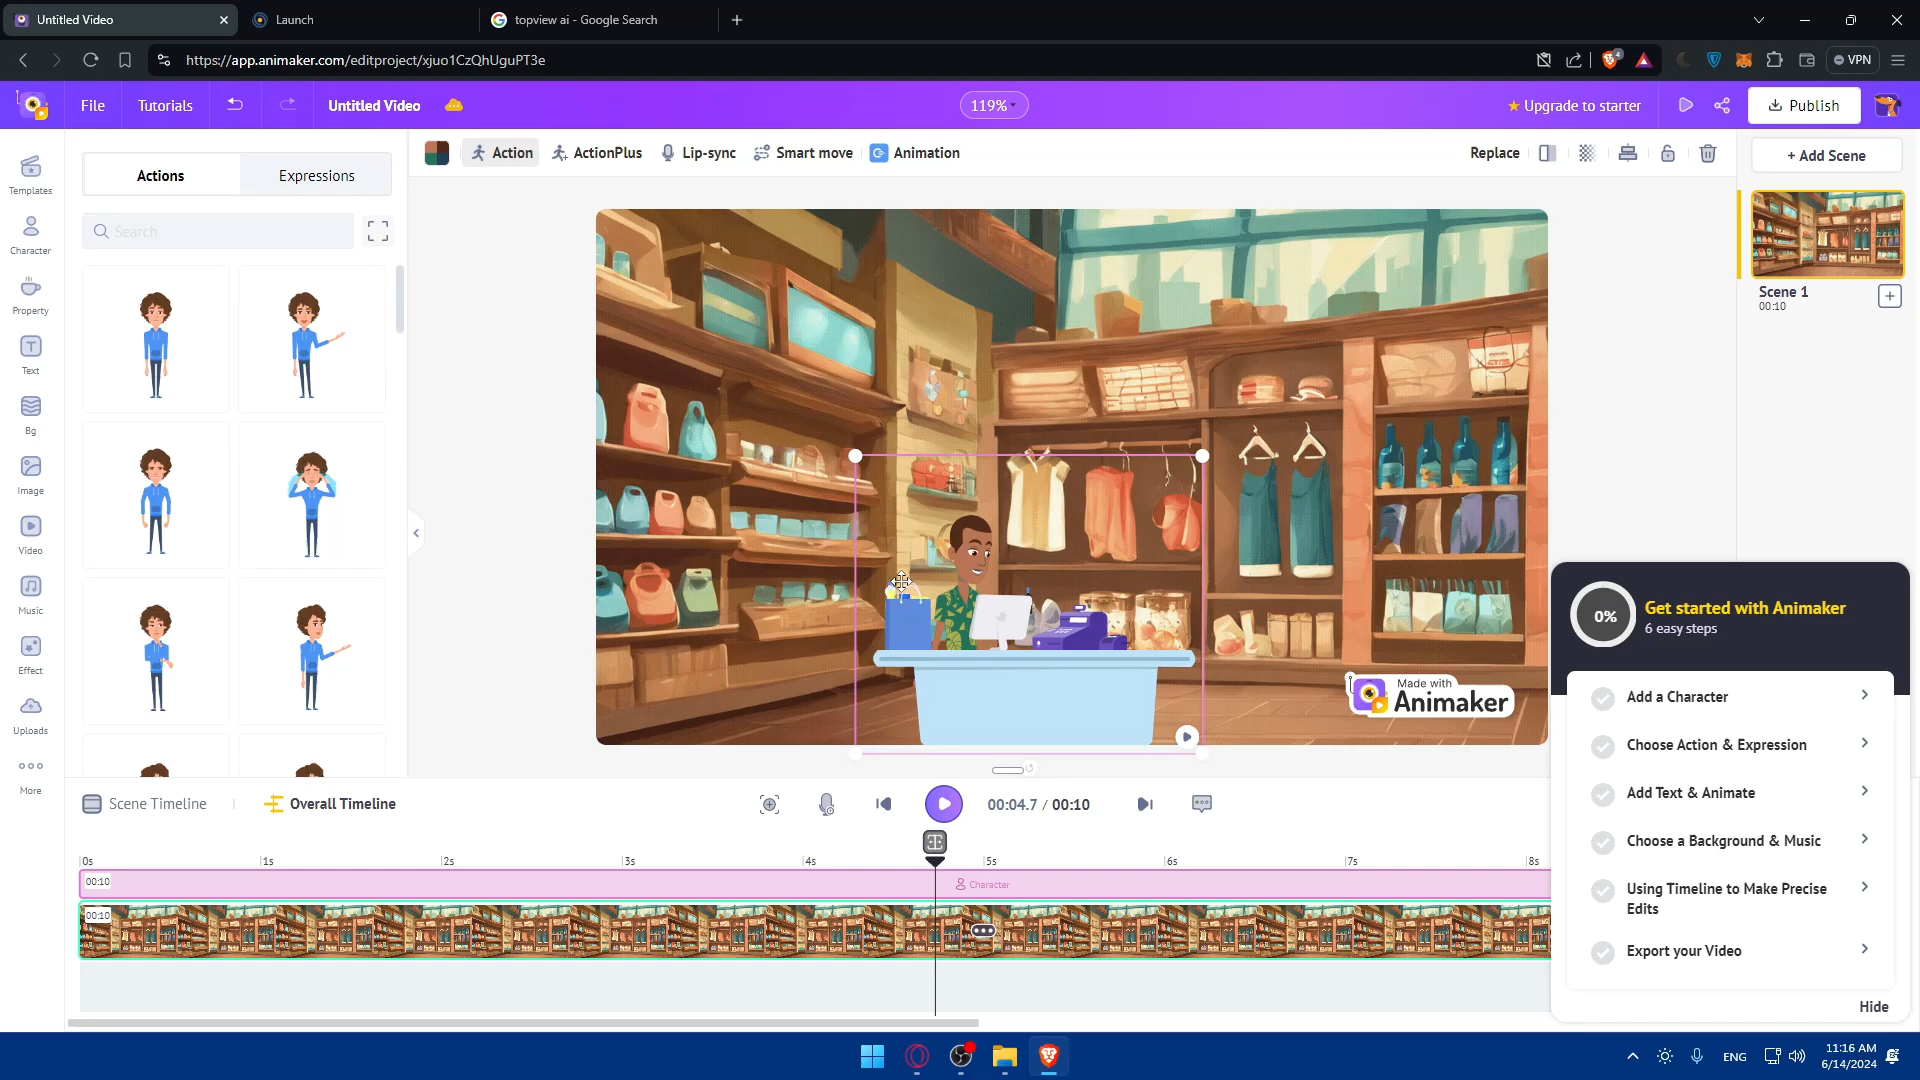 Untitled Video
Launch
topview ai - Google Search
https://app.animaker.com/editproject/xjuo1CzQhUguPT3e
4
VPN
File
Tutorials
Untitled Video
119%
Upgrade to starter
Publish
Templates
Character
Property
Text
Bg
Image
Video
Music
Effect
Uploads
More
Actions
Expressions
Search
Action
ActionPlus
Lip-sync
Smart move
Animation
Replace
+ Add Scene
Scene 1
00:10
Made with
Animaker
0%
Get started with Animaker
6 easy steps
Add a Character
Choose Action & Expression
Add Text & Animate
Choose a Background & Music
Using Timeline to Make Precise
Edits
Export your Video
Hide
Scene Timeline
Overall Timeline
00:04.7 / 00:10
0s
1s
2s
3s
4s
5s
6s
7s
8s
00:10
Character
00:10
ENG
11:16 AM
6/14/2024